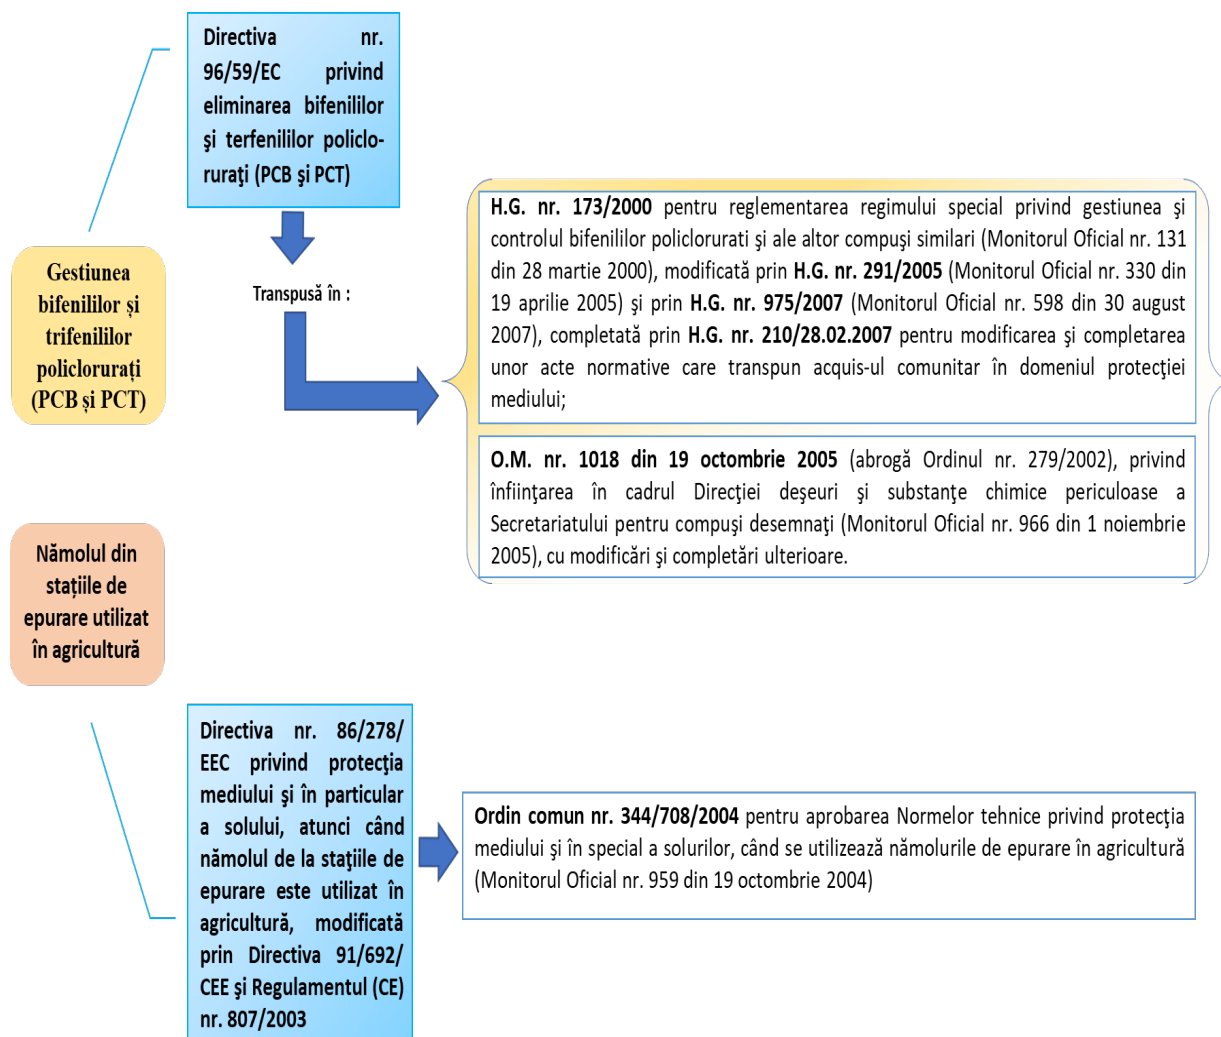 Directiva nr.
96/59/EC privind
eliminarea bifenililor
şi terfenililor policlo-
ruraţi (PCB şi PCT)
Transpusă în :
Gestiunea
bifenililor și
trifenililor
policlorurați
(PCB și PCT)
H.G. nr. 173/2000 pentru reglementarea regimului special privind gestiunea şi
controlul bifenililor policlorurati şi ale altor compuşi similari (Monitorul Oficial nr. 131
din 28 martie 2000), modificată prin H.G. nr. 291/2005 (Monitorul Oficial nr. 330 din
19 aprilie 2005) şi prin H.G. nr. 975/2007 (Monitorul Oficial nr. 598 din 30 august
2007), completată prin H.G. nr. 210/28.02.2007 pentru modificarea şi completarea
unor acte normative care transpun acquis-ul comunitar în domeniul protecţiei
mediului;
O.M. nr. 1018 din 19 octombrie 2005 (abrogă Ordinul nr. 279/2002), privind
înfiinţarea în cadrul Direcţiei deşeuri şi substanţe chimice periculoase a
Secretariatului pentru compuşi desemnaţi (Monitorul Oficial nr. 966 din 1 noiembrie
2005), cu modificări şi completări ulterioare.
Nămolul din
stațiile de
epurare utilizat
în agricultură
Directiva nr. 86/278/
EEC privind protecţia
mediului şi în particular
a solului, atunci când
nămolul de la staţiile de
epurare este utilizat în
agricultură, modificată
prin Directiva 91/692/
CEE şi Regulamentul (CE)
nr. 807/2003
Ordin comun nr. 344/708/2004 pentru aprobarea Normelor tehnice privind protecţia
mediului şi în special a solurilor, când se utilizează nămolurile de epurare în agricultură
(Monitorul Oficial nr. 959 din 19 octombrie 2004)